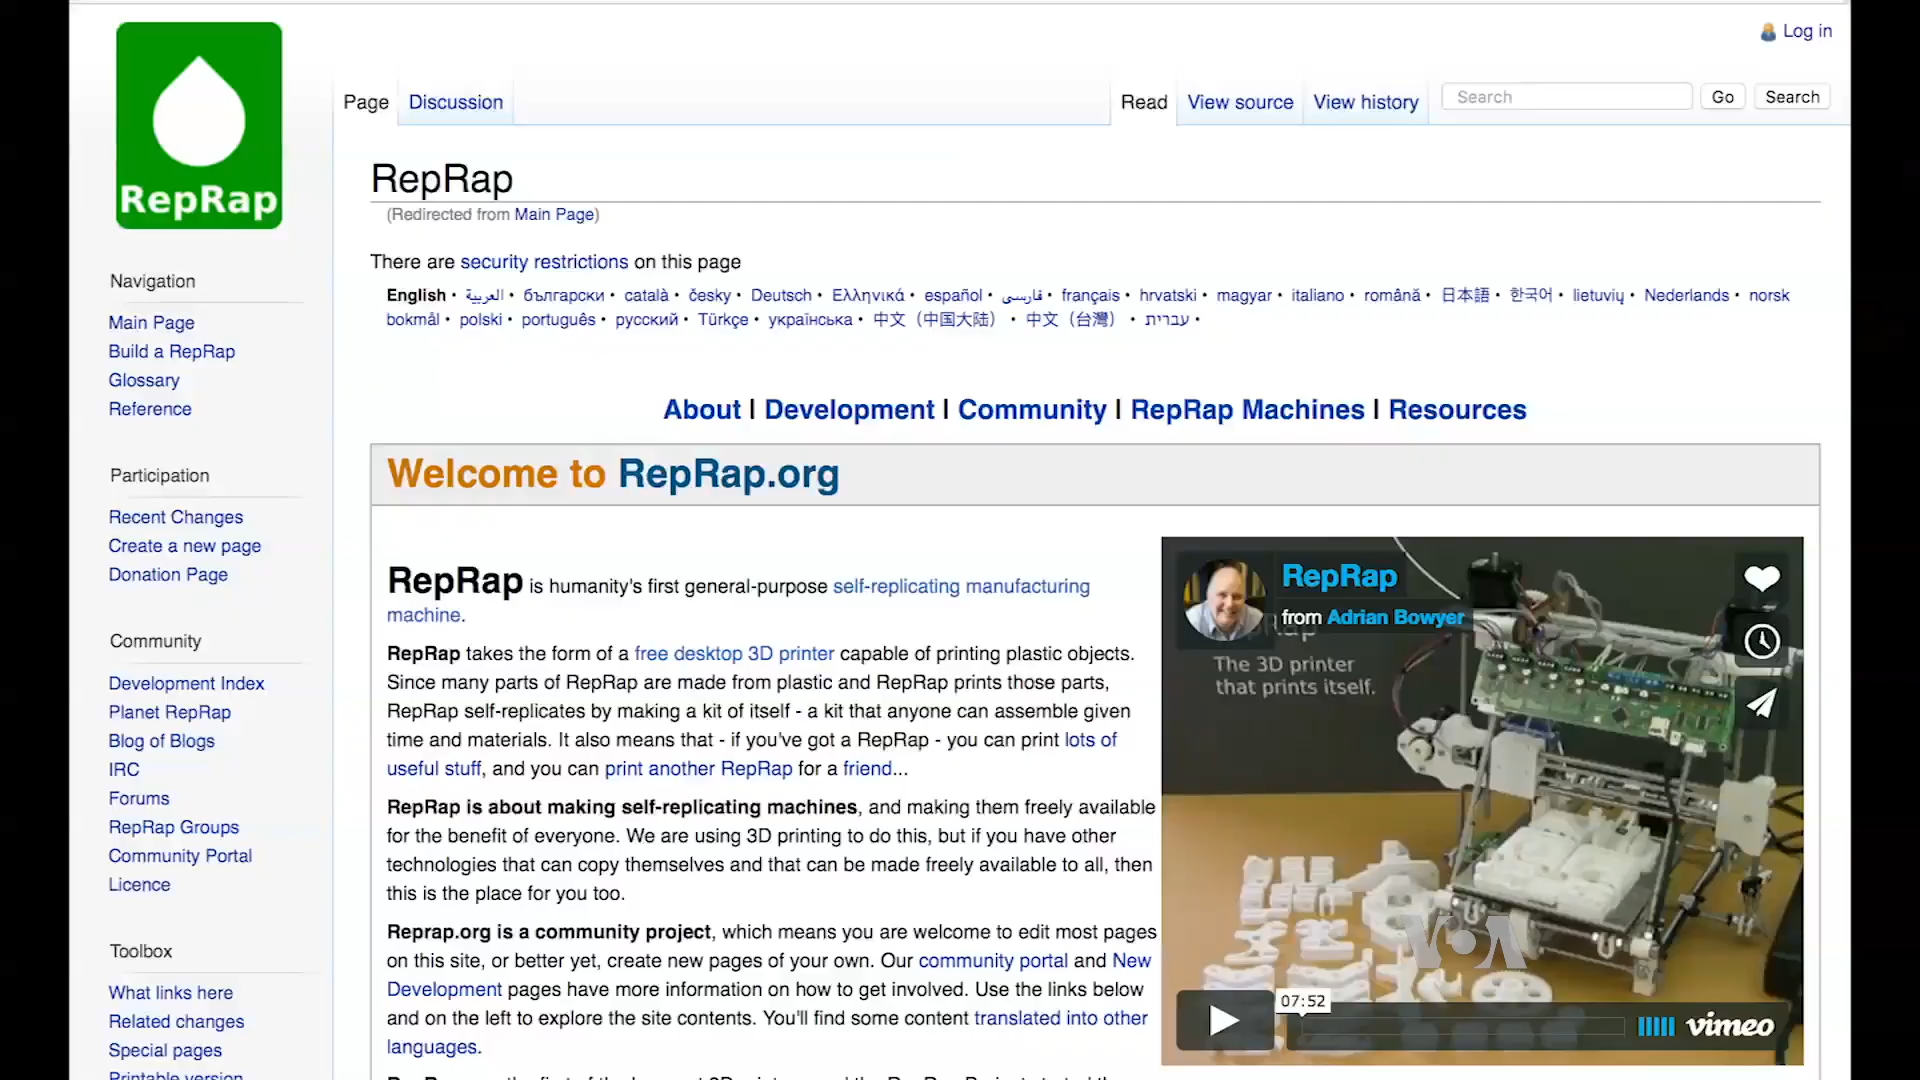 RepRap
Log in
Page
Discussion
Read
View source
View history
Search
Go
Search
RepRap
(Redirected from Main Page)
There are security restrictions on this page
English • العربية • български • català • česky • Deutsch • Ελληνικά • español • فارسی • français • hrvatski • magyar • italiano • română • 日本語 • 한국어 • lietuvių • Nederlands • norsk
bokmål • polski • português • русский • Türkçe • українська • 中文（中国大陆） • 中文（台灣） • עברית •
About | Development | Community | RepRap Machines | Resources
Welcome to RepRap.org
RepRap is humanity's first general-purpose self-replicating manufacturing
machine.
RepRap takes the form of a free desktop 3D printer capable of printing plastic objects.
Since many parts of RepRap are made from plastic and RepRap prints those parts,
RepRap self-replicates by making a kit of itself - a kit that anyone can assemble given
time and materials. It also means that - if you've got a RepRap - you can print lots of
useful stuff, and you can print another RepRap for a friend...
RepRap is about making self-replicating machines, and making them freely available
for the benefit of everyone. We are using 3D printing to do this, but if you have other
technologies that can copy themselves and that can be made freely available to all, then
this is the place for you too.
Reprap.org is a community project, which means you are welcome to edit most pages
on this site, or better yet, create new pages of your own. Our community portal and New
Development pages have more information on how to get involved. Use the links below
and on the left to explore the site contents. You'll find some content translated into other
languages.
Navigation
Main Page
Build a RepRap
Glossary
Reference
Participation
Recent Changes
Create a new page
Donation Page
Community
Development Index
Planet RepRap
Blog of Blogs
IRC
Forums
RepRap Groups
Community Portal
Licence
Toolbox
What links here
Related changes
Special pages
Printable version
RepRap
from Adrian Bowyer
The 3D printer
that prints itself.
VOA
07:52
vimeo